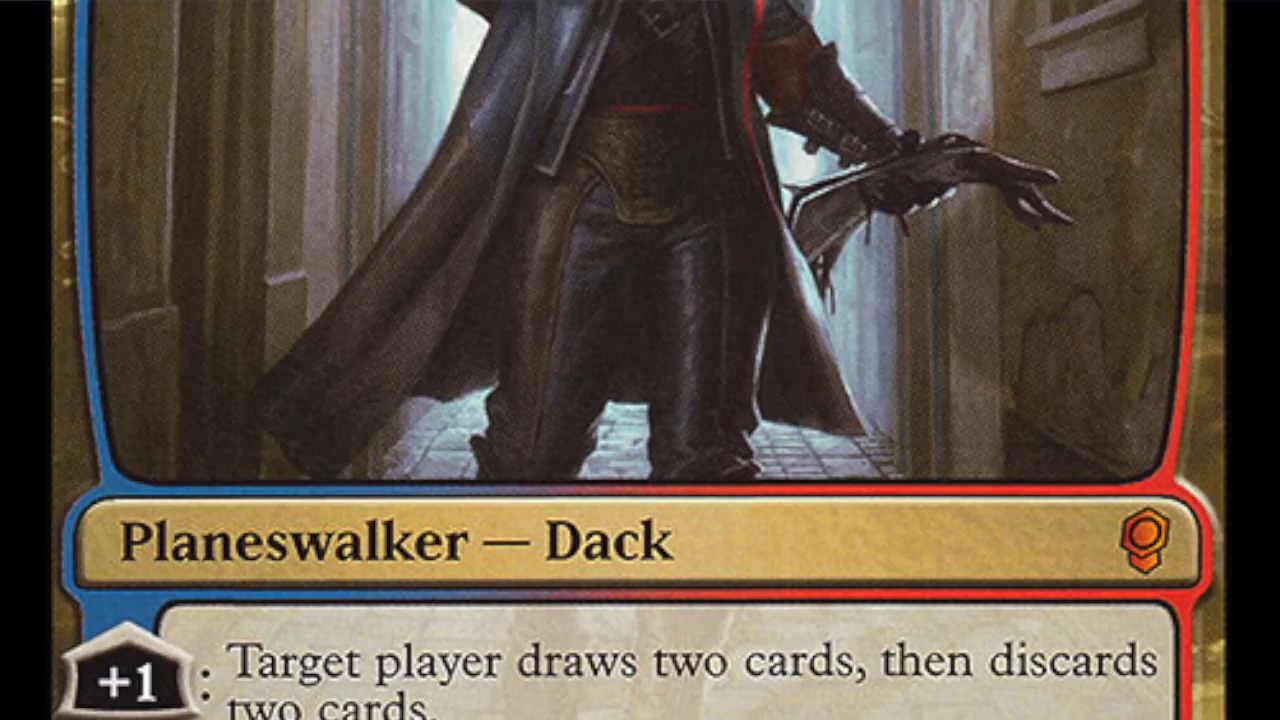 Planeswalker — Dack
+1 : Target player draws two cards, then discards
two cards.